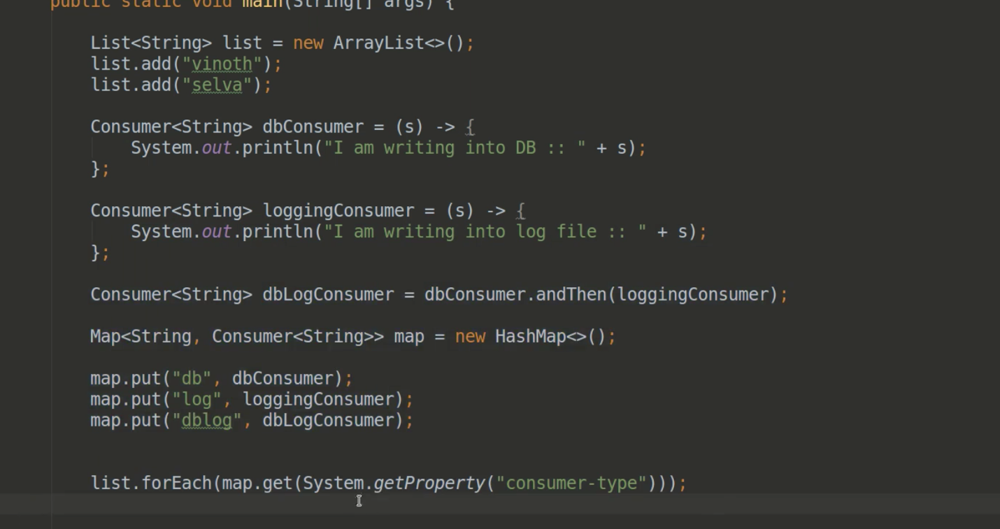 public static void main(String[] args) {
List<String> list = new ArrayList<>();
list.add("vinoth");
list.add("selva");
Consumer<String> dbConsumer = (s) -> {
System.out.println("I am writing into DB :: " + s);
};
Consumer<String> loggingConsumer = (s) -> {
System.out.println("I am writing into log file :: " + s);
};
Consumer<String> dbLogConsumer = dbConsumer.andThen(loggingConsumer);
Map<String, Consumer<String>> map = new HashMap<>();
map.put("db", dbConsumer);
map.put("log", loggingConsumer);
map.put("dblog", dbLogConsumer);
list.forEach(map.get(System.getProperty("consumer-type")));